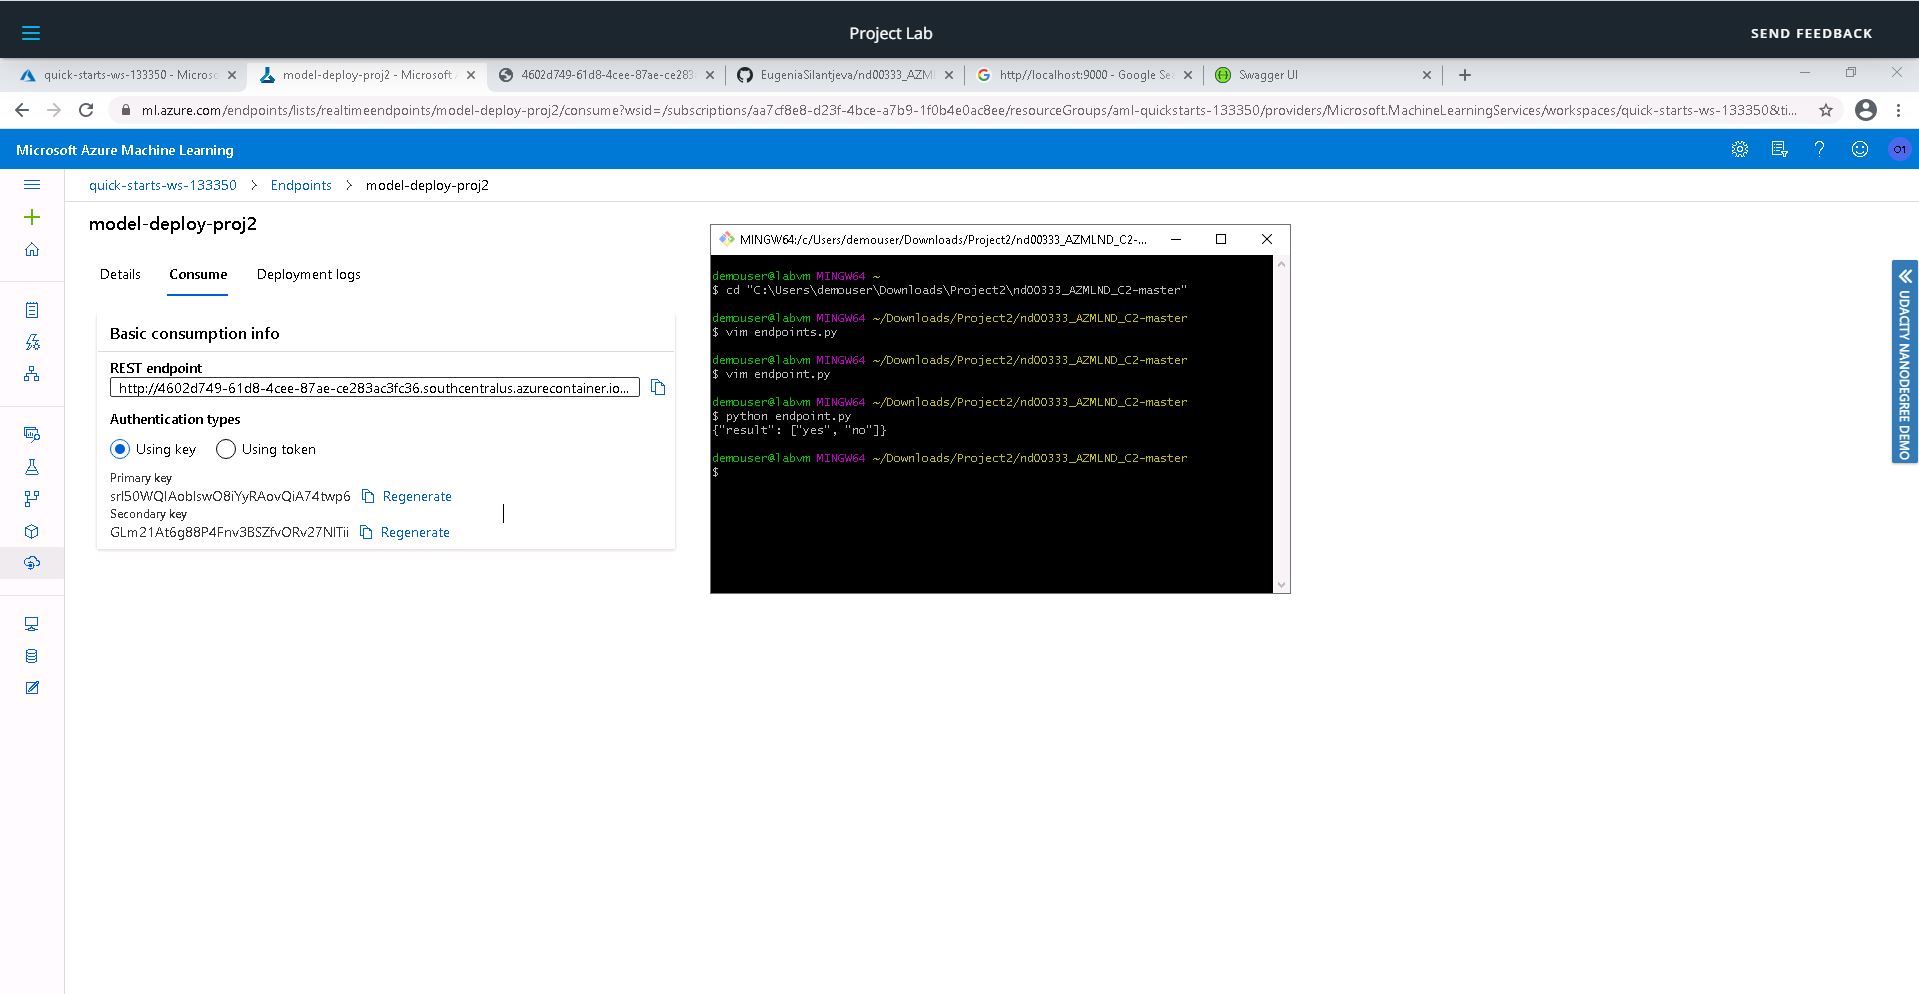 Project Lab
SEND FEEDBACK
quick-starts-ws-133350 - Microso
model-deploy-proj2 - Microsoft A
4602d749-61d8-4cee-87ae-ce283
EugeniaSilantjeva/nd00333_AZML
http://localhost:9000 - Google Se
Swagger UI
ml.azure.com/endpoints/lists/realtimeendpoints/model-deploy-proj2/consume?wsid=/subscriptions/aa7cf8e8-d23f-4bce-a7b9-1f0b4e0ac8ee/resourceGroups/aml-quickstarts-133350/providers/Microsoft.MachineLearningServices/workspaces/quick-starts-ws-133350&ti...
Microsoft Azure Machine Learning
O1
quick-starts-ws-133350 > Endpoints > model-deploy-proj2
model-deploy-proj2
Details
Consume
Deployment logs
Basic consumption info
REST endpoint
http://4602d749-61d8-4cee-87ae-ce283ac3fc36.southcentralus.azurecontainer.io...
Authentication types
Using key
Using token
Primary key
srI50WQIAobIswO8iYyRAovQiA74twp6
Regenerate
Secondary key
GLm21At6g88P4Fnv3BSZfvORv27NITii
Regenerate
MINGW64:/c/Users/demouser/Downloads/Project2/nd00333_AZMLND_C2-...
demouser@labvm MINGW64 ~
$ cd "C:\Users\demouser\Downloads\Project2\nd00333_AZMLND_C2-master"
demouser@labvm MINGW64 ~/Downloads/Project2/nd00333_AZMLND_C2-master
$ vim endpoints.py
demouser@labvm MINGW64 ~/Downloads/Project2/nd00333_AZMLND_C2-master
$ vim endpoint.py
demouser@labvm MINGW64 ~/Downloads/Project2/nd00333_AZMLND_C2-master
$ python endpoint.py
{"result": ["yes", "no"]}
demouser@labvm MINGW64 ~/Downloads/Project2/nd00333_AZMLND_C2-master
$
UDACITY NANODEGREE DEMO